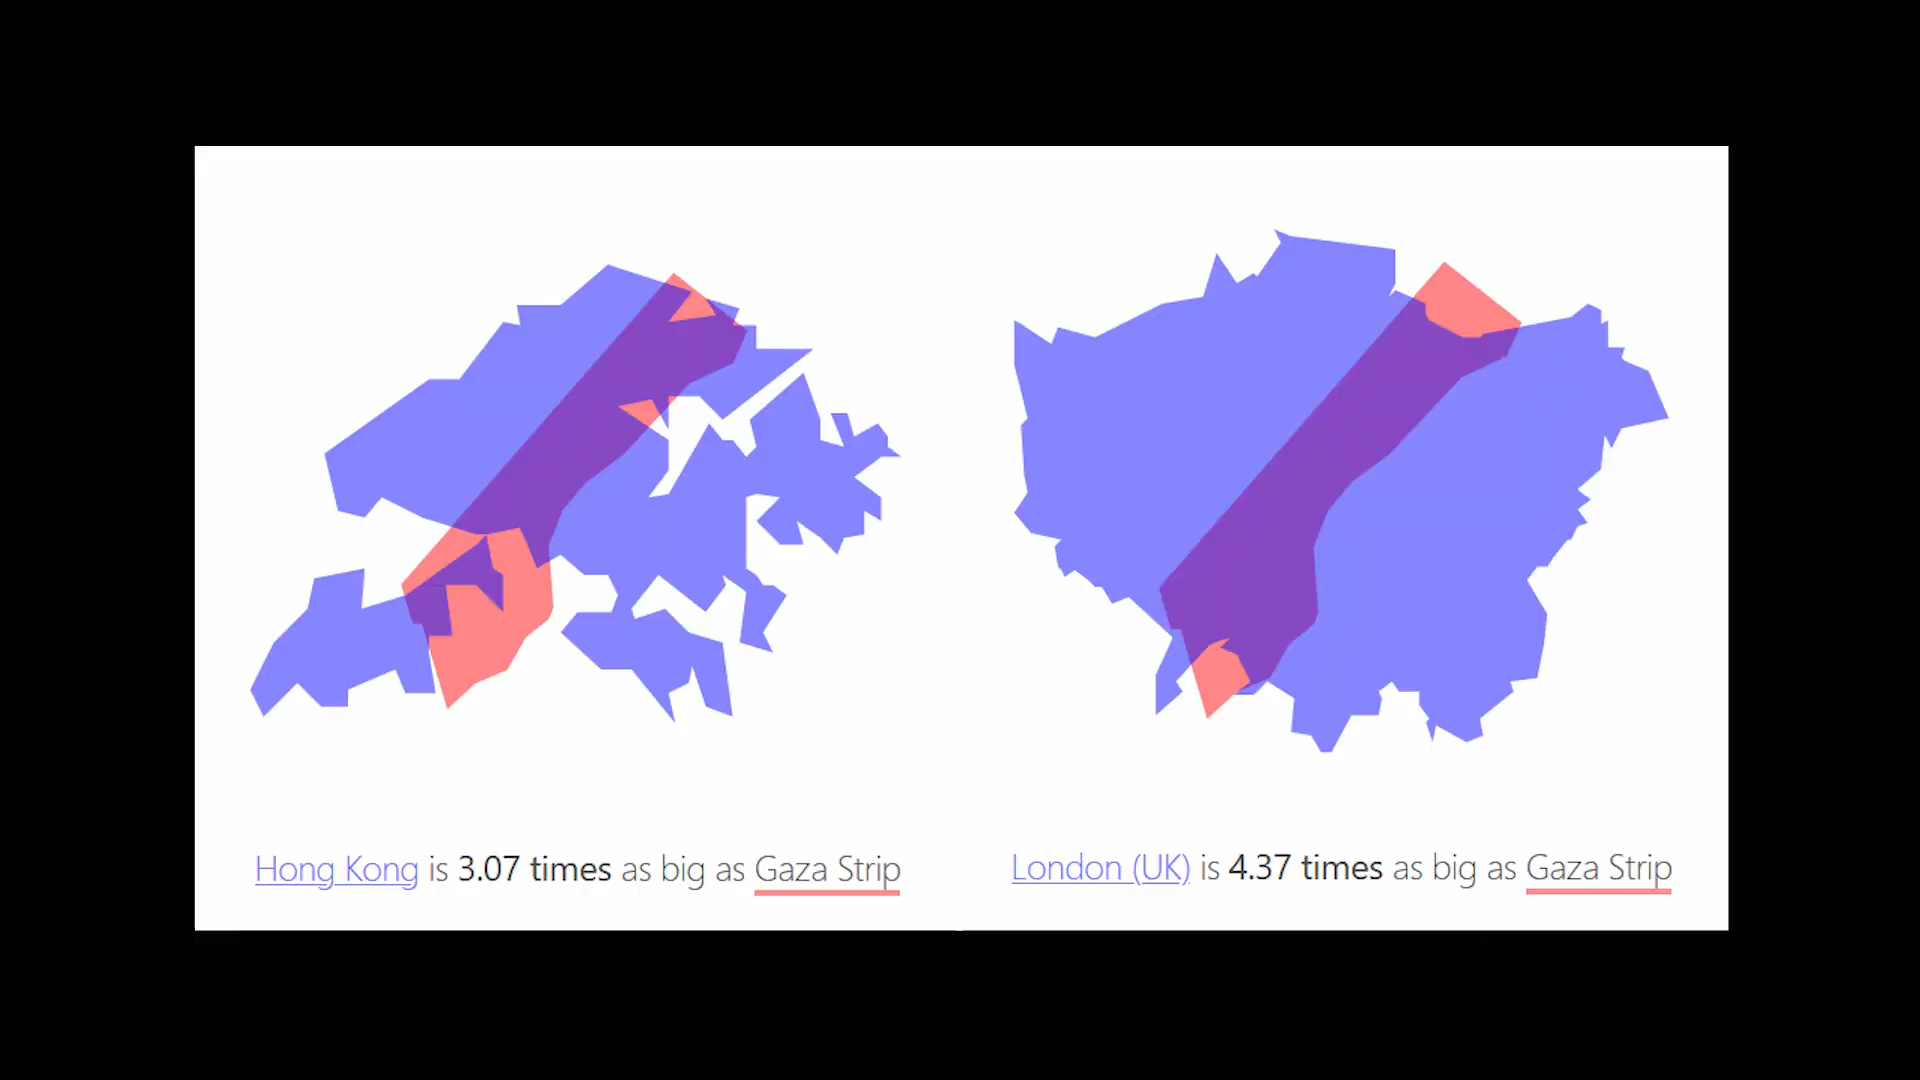 Hong Kong is 3.07 times as big as Gaza Strip
London (UK) is 4.37 times as big as Gaza Strip